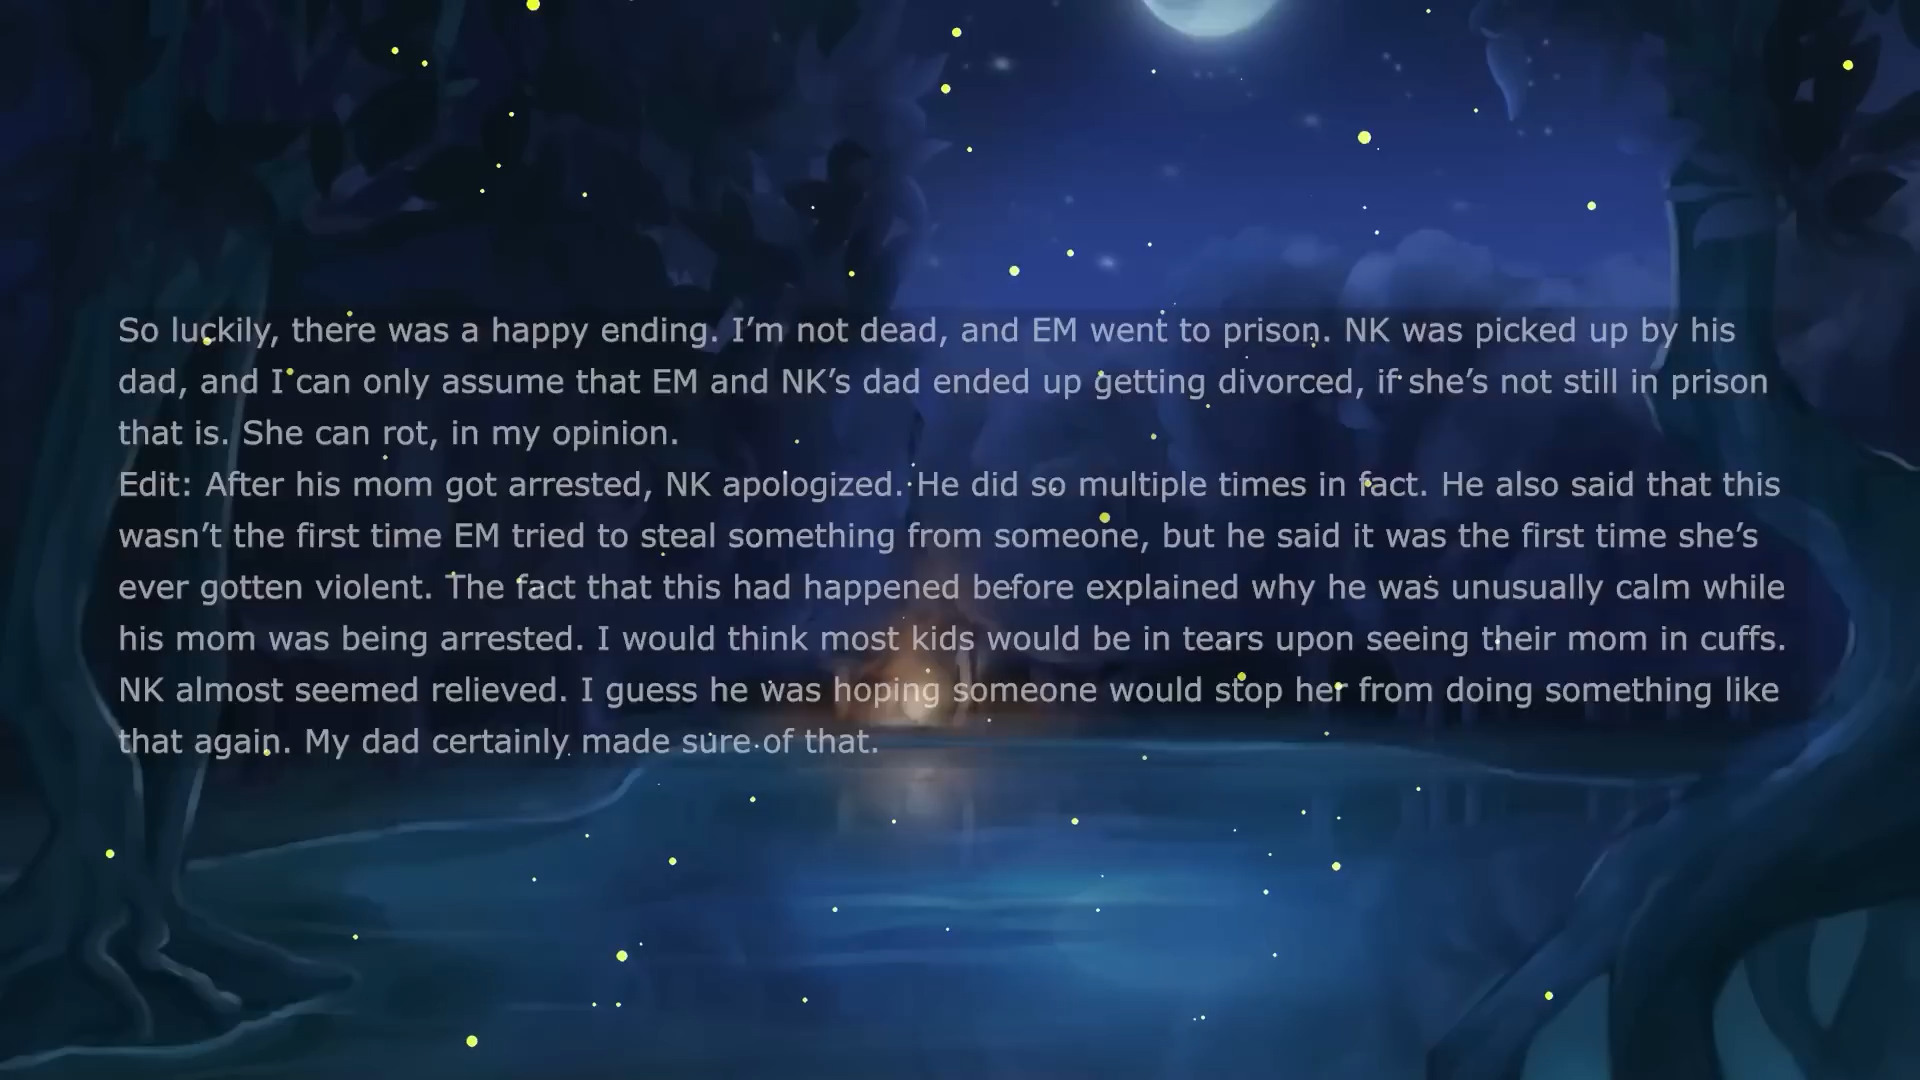 So luckily, there was a happy ending. I’m not dead, and EM went to prison. NK was picked up by his
dad, and I can only assume that EM and NK’s dad ended up getting divorced, if she’s not still in prison
that is. She can rot, in my opinion.
Edit: After his mom got arrested, NK apologized. He did so multiple times in fact. He also said that this
wasn’t the first time EM tried to steal something from someone, but he said it was the first time she’s
ever gotten violent. The fact that this had happened before explained why he was unusually calm while
his mom was being arrested. I would think most kids would be in tears upon seeing their mom in cuffs.
NK almost seemed relieved. I guess he was hoping someone would stop her from doing something like
that again. My dad certainly made sure of that.